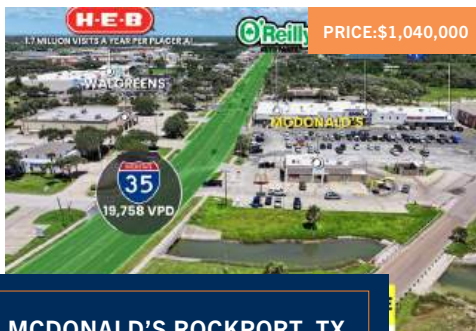 H-E-B
1.7 MILLION VISITS A YEAR PER PLACER AI
O'Reilly
PRICE:$1,040,000
WALGREENS
MCDONALD'S
35
19,758 VPD
MCDONALD'S ROCKPORT, TX